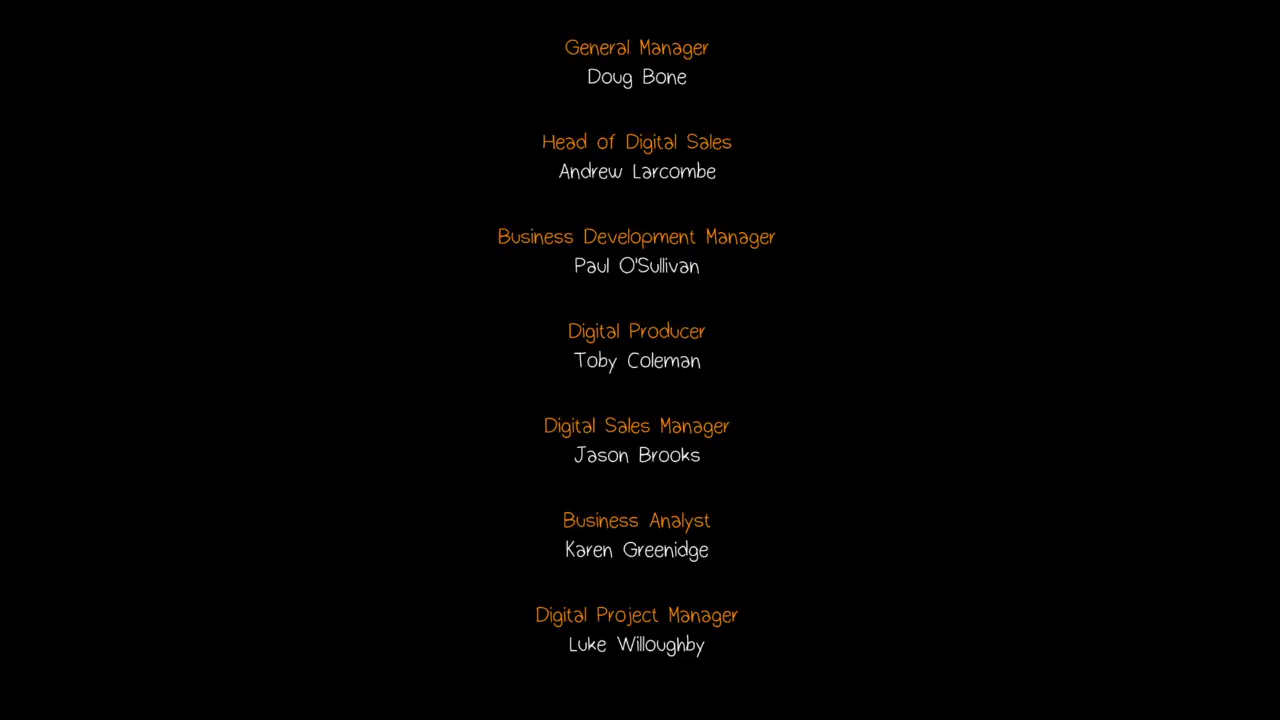 General Manager
Doug Bone
Head of Digital Sales
Andrew Larcombe
Business Development Manager
Paul O'Sullivan
Digital Producer
Toby Coleman
Digital Sales Manager
Jason Brooks
Business Analyst
Karen Greenidge
Digital Project Manager
Luke Willoughby